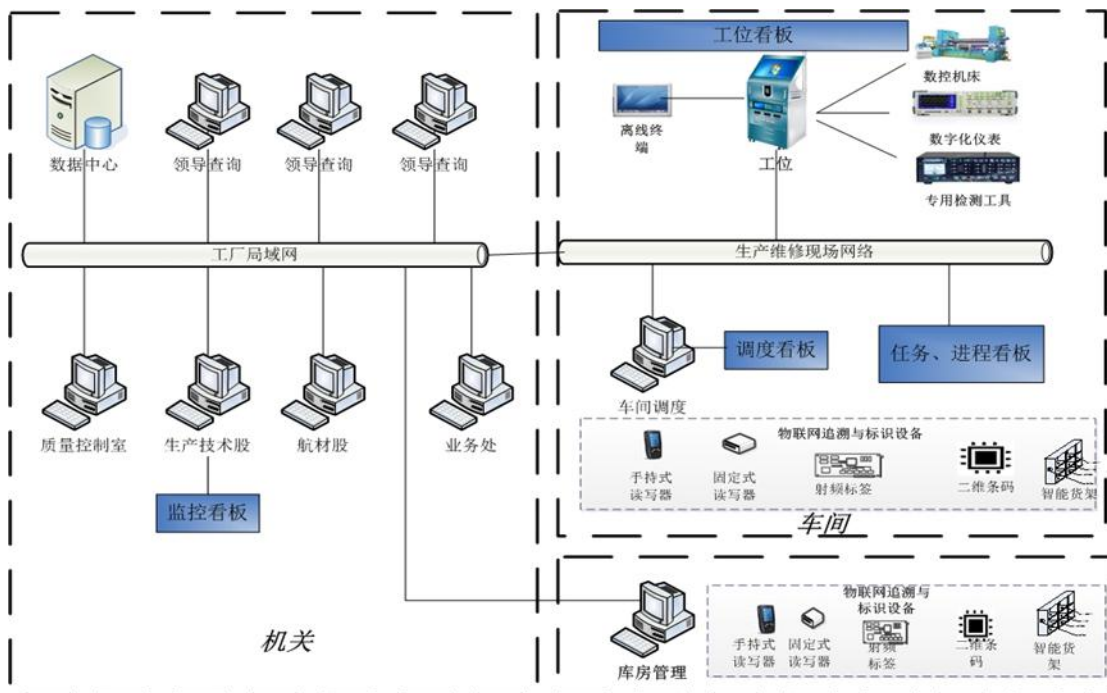 数据中心
领导查询
领导查询
领导查询
工厂局域网
质量控制室
生产技术股
航材股
业务处
监控看板
机关
工位看板
离线终
端
工位
数控机床
数字化仪表
专用检测工具
生产维修现场网络
车间调度
调度看板
任务、进程看板
物联网追溯与标识设备
手持式
读写器
固定式
读写器
射频标签
二维条码
智能货架
车间
库房管理
物联网追溯与
标识设备
手持式
读写器
固定式
读写器
射频
标签
二维条
码
智能货
架